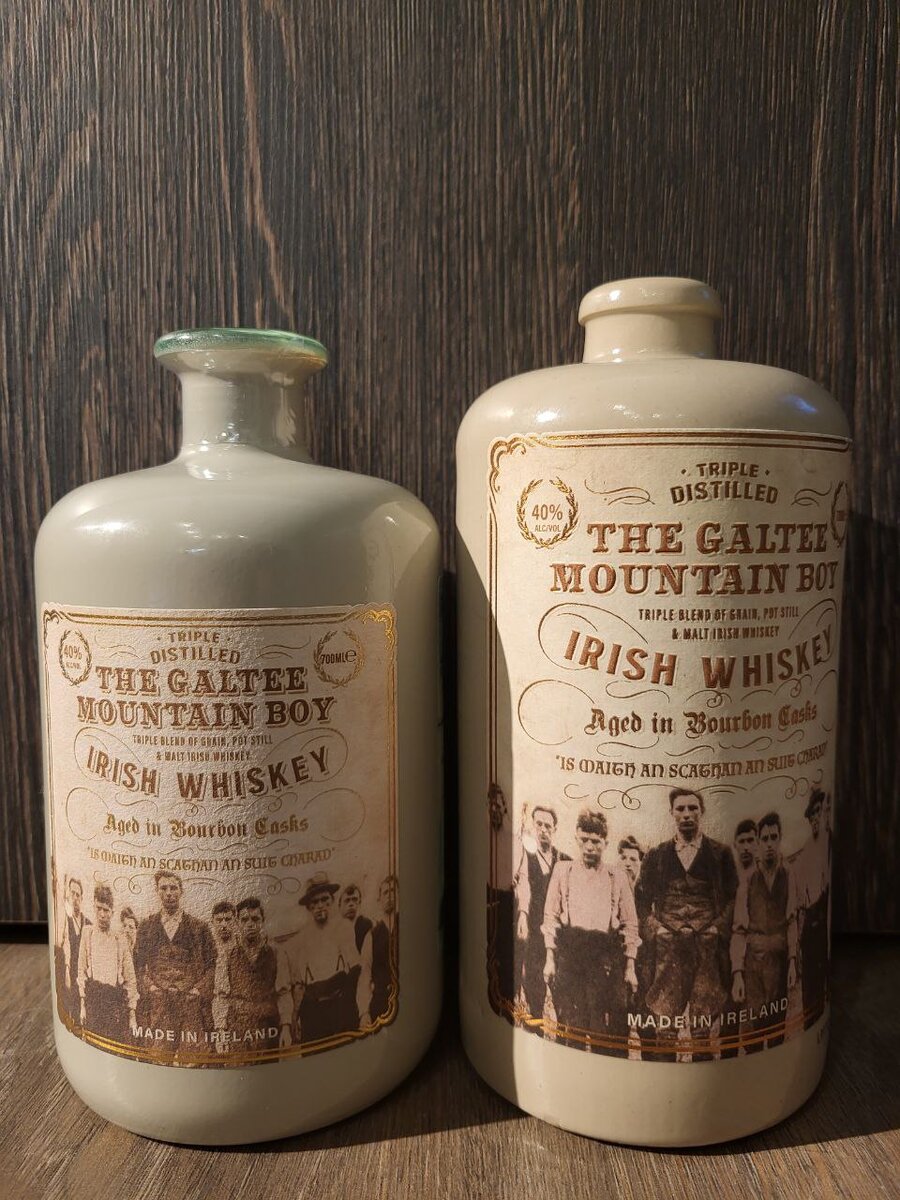 · TRIPLE ·
DISTILLED
40%
ALC/VOL
700ML℮
THE GALTEE
MOUNTAIN BOY
TRIPLE BLEND OF GRAIN, POT STILL
& MALT IRISH WHISKEY
IRISH WHISKEY
Aged in Bourbon Casks
"IS MAITH AN SCATHAN AN SUIT CHARAD"
MADE IN IRELAND
· TRIPLE ·
DISTILLED
40%
ALC/VOL
THE GALTEE
MOUNTAIN BOY
TRIPLE BLEND OF GRAIN, POT STILL
& MALT IRISH WHISKEY
IRISH WHISKEY
Aged in Bourbon Casks
"IS MAITH AN SCATHAN AN SUIT CHARAD
MADE IN IRELAND